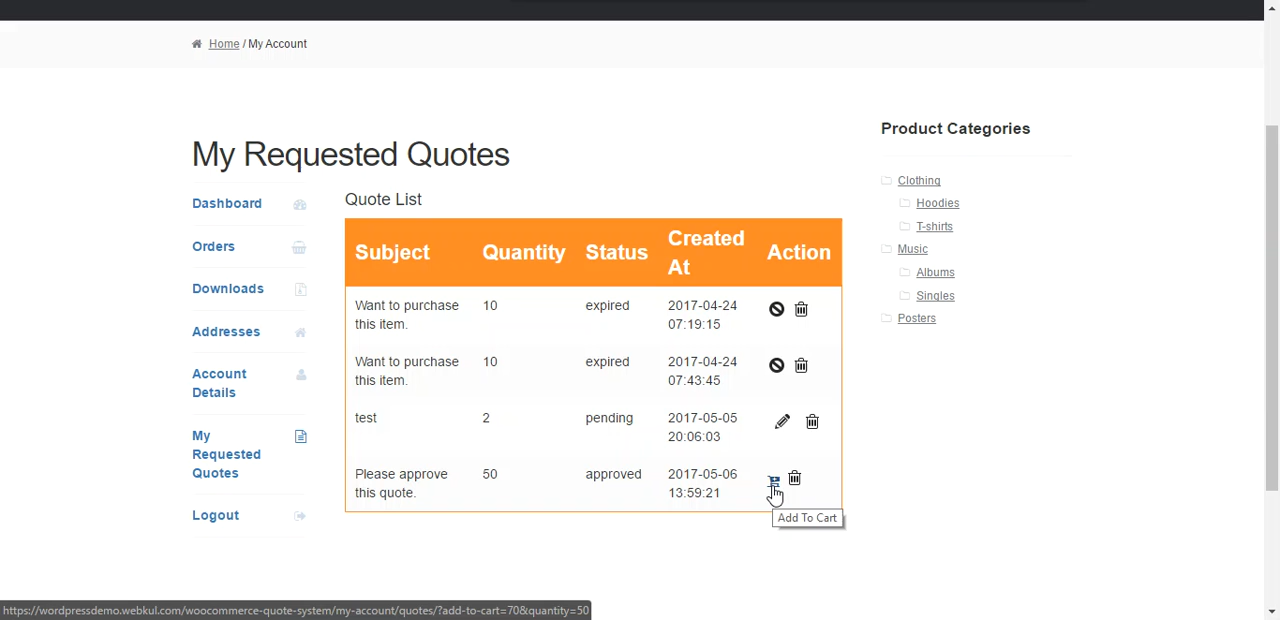 Home / My Account
My Requested Quotes
Dashboard
Orders
Downloads
Addresses
Account
Details
My
Requested
Quotes
Logout
Quote List
Subject Quantity Status Created At Action
Want to purchase this item. 10 expired 2017-04-24 07:19:15
Want to purchase this item. 10 expired 2017-04-24 07:43:45
test 2 pending 2017-05-05 20:06:03
Please approve this quote. 50 approved 2017-05-06 13:59:21
Add To Cart
Product Categories
Clothing
Hoodies
T-shirts
Music
Albums
Singles
Posters
https://wordpressdemo.webkul.com/woocommerce-quote-system/my-account/quotes/?add-to-cart=70&quantity=50